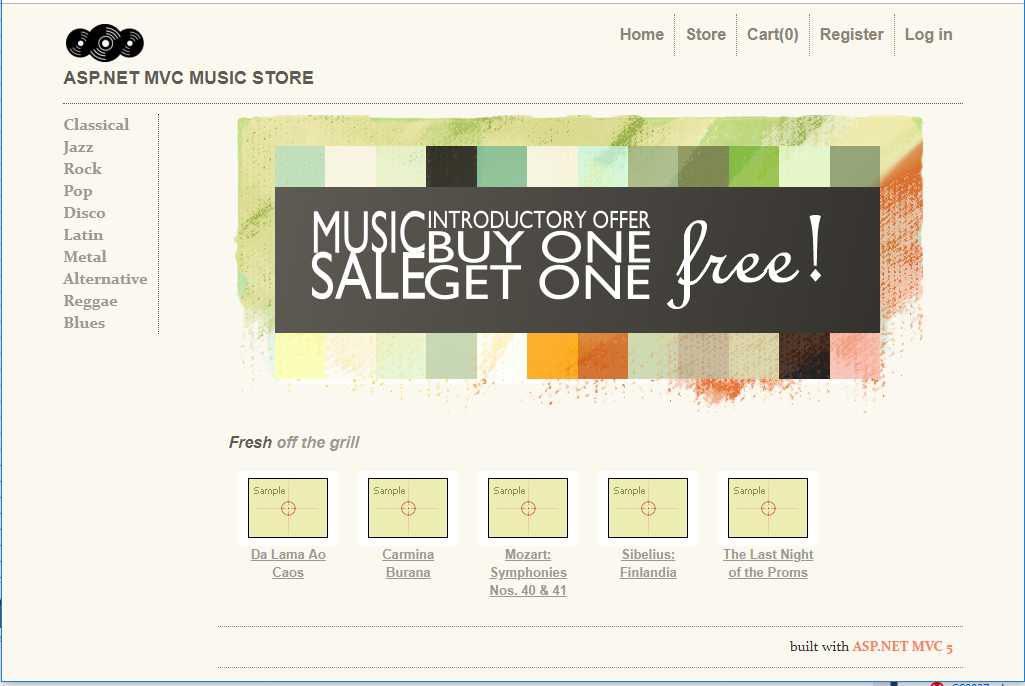 Home Store Cart(0) Register Log in
ASP.NET MVC MUSIC STORE
Classical
Jazz
Rock
Pop
Disco
Latin
Metal
Alternative
Reggae
Blues
MUSIC SALE
INTRODUCTORY OFFER
BUY ONE
GET ONE
free!
Fresh off the grill
Sample
Da Lama Ao
Caos
Sample
Carmina
Burana
Sample
Mozart:
Symphonies
Nos. 40 & 41
Sample
Sibelius:
Finlandia
Sample
The Last Night
of the Proms
built with ASP.NET MVC 5